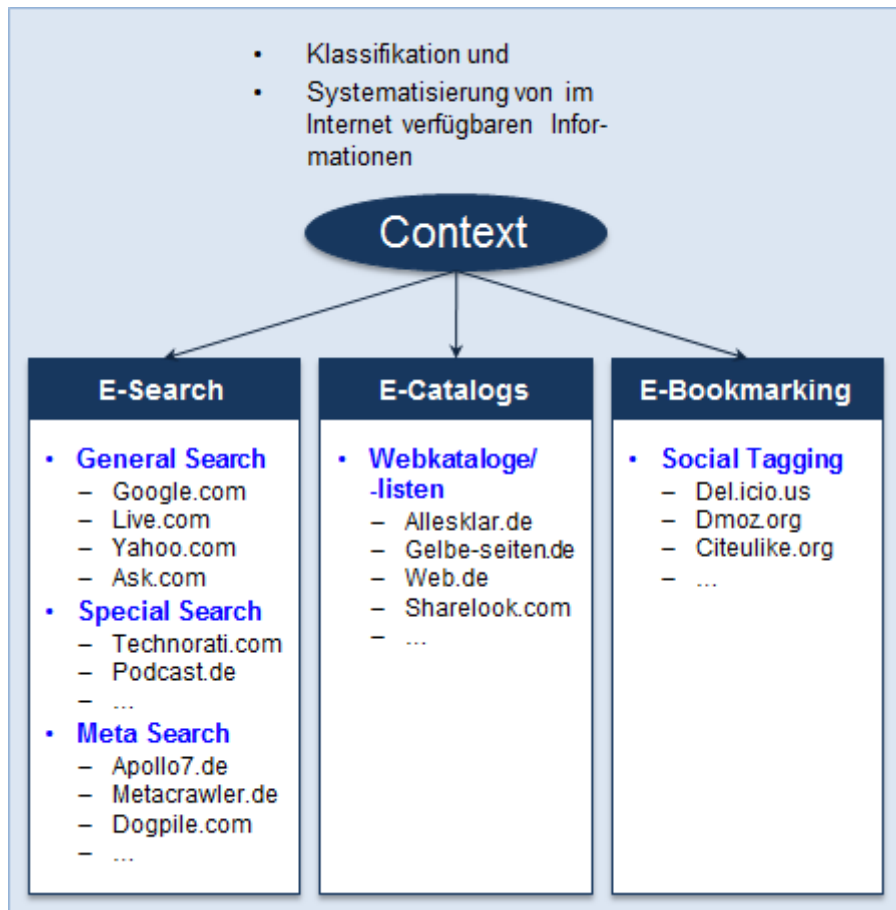 • Klassifikation und
• Systematisierung von im
Internet verfügbaren Infor-
mationen
Context
E-Search
• General Search
– Google.com
– Live.com
– Yahoo.com
– Ask.com
• Special Search
– Technorati.com
– Podcast.de
– ...
• Meta Search
– Apollo7.de
– Metacrawler.de
– Dogpile.com
– ...
E-Catalogs
• Webkataloge/
-listen
– Allesklar.de
– Gelbe-seiten.de
– Web.de
– Sharelook.com
– ...
E-Bookmarking
• Social Tagging
– Del.icio.us
– Dmoz.org
– Citeulike.org
– ...